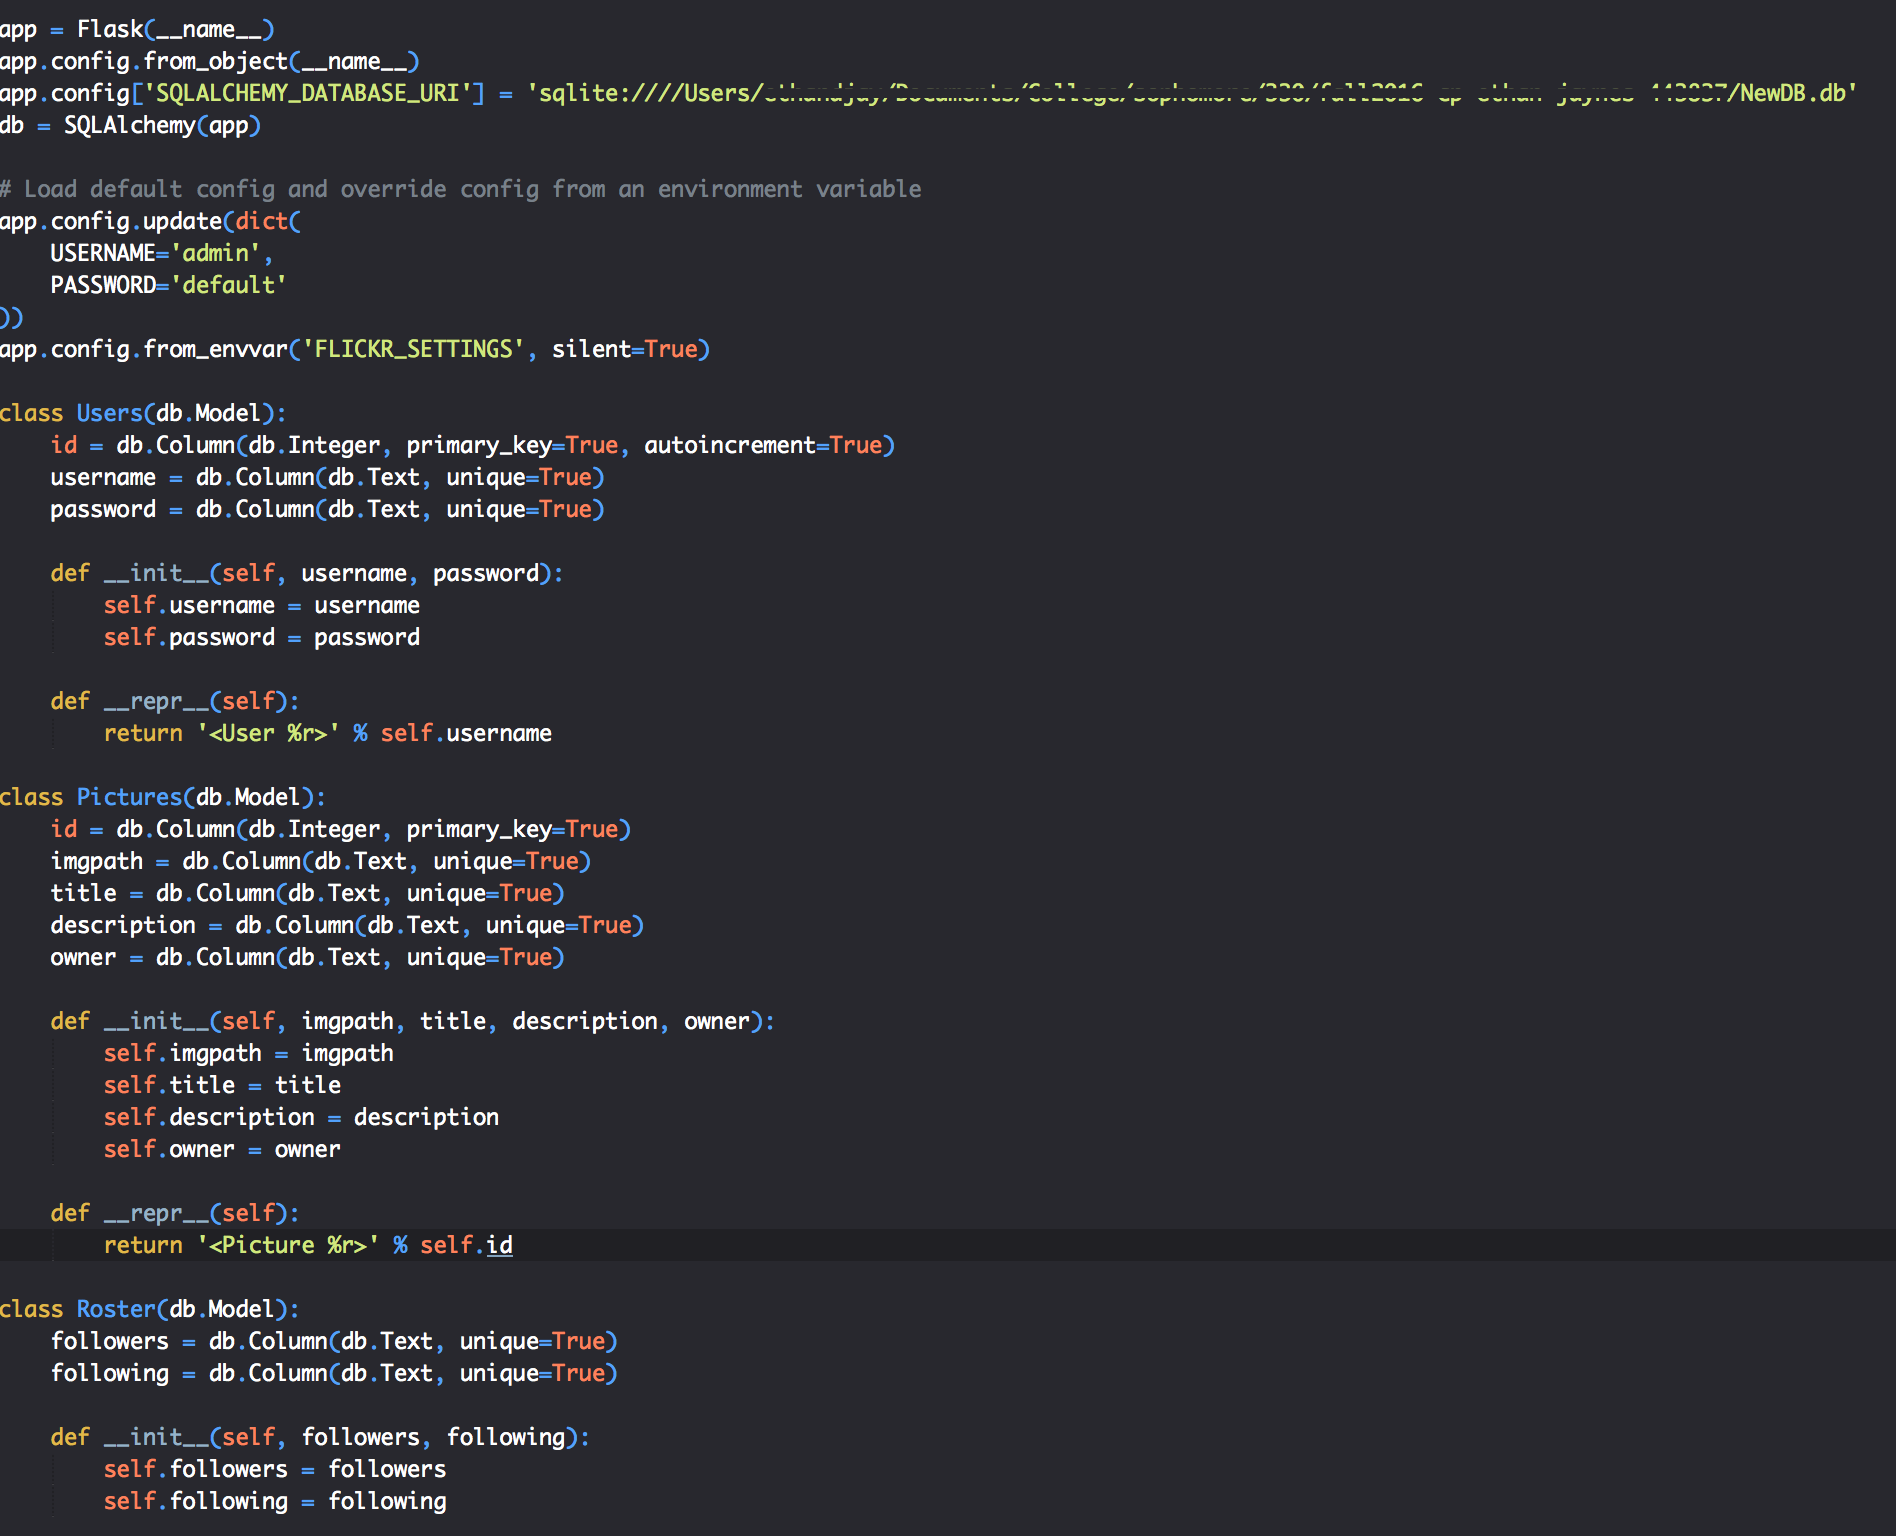 app = Flask(__name__)
app.config.from_object(__name__)
app.config['SQLALCHEMY_DATABASE_URI'] = 'sqlite:////Users/ /NewDB.db'
db = SQLAlchemy(app)
# Load default config and override config from an environment variable
app.config.update(dict(
    USERNAME='admin',
    PASSWORD='default'
))
app.config.from_envvar('FLICKR_SETTINGS', silent=True)
class Users(db.Model):
    id = db.Column(db.Integer, primary_key=True, autoincrement=True)
    username = db.Column(db.Text, unique=True)
    password = db.Column(db.Text, unique=True)
    def __init__(self, username, password):
        self.username = username
        self.password = password
    def __repr__(self):
        return '<User %r>' % self.username
class Pictures(db.Model):
    id = db.Column(db.Integer, primary_key=True)
    imgpath = db.Column(db.Text, unique=True)
    title = db.Column(db.Text, unique=True)
    description = db.Column(db.Text, unique=True)
    owner = db.Column(db.Text, unique=True)
    def __init__(self, imgpath, title, description, owner):
        self.imgpath = imgpath
        self.title = title
        self.description = description
        self.owner = owner
    def __repr__(self):
        return '<Picture %r>' % self.id
class Roster(db.Model):
    followers = db.Column(db.Text, unique=True)
    following = db.Column(db.Text, unique=True)
    def __init__(self, followers, following):
        self.followers = followers
        self.following = following